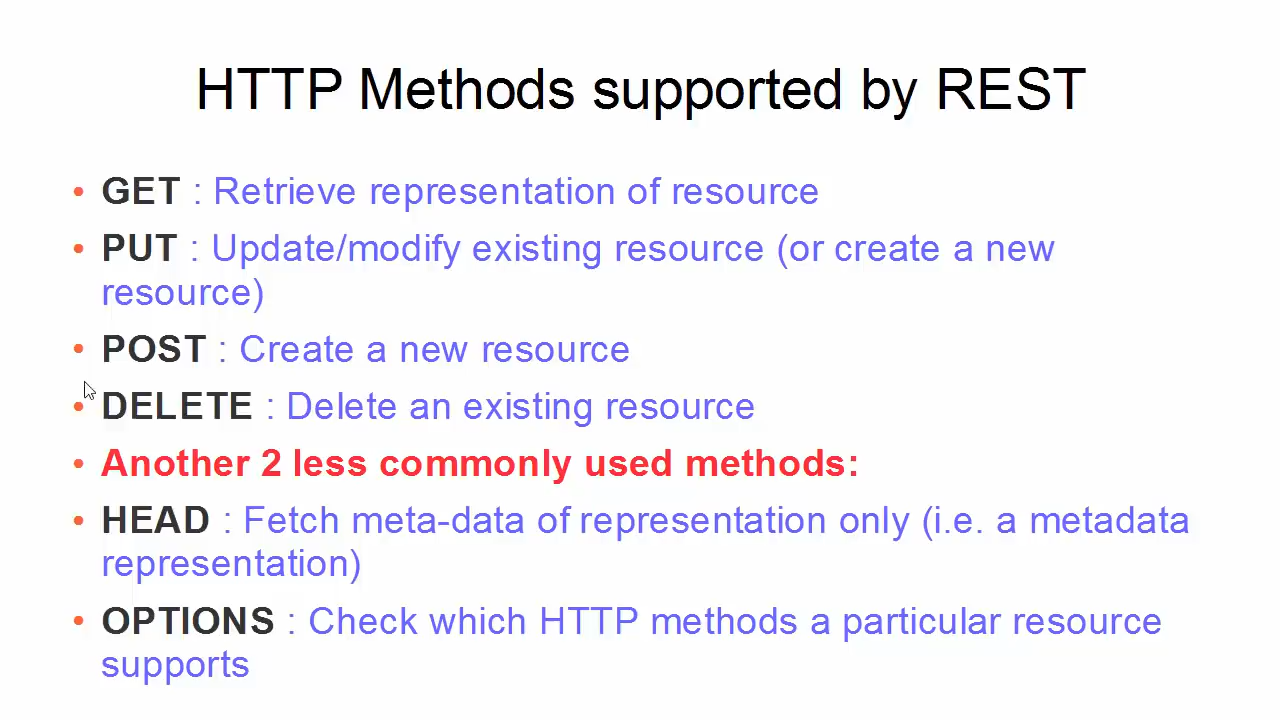 HTTP Methods supported by REST
• GET : Retrieve representation of resource
• PUT : Update/modify existing resource (or create a new
resource)
• POST : Create a new resource
• DELETE : Delete an existing resource
• Another 2 less commonly used methods:
• HEAD : Fetch meta-data of representation only (i.e. a metadata
representation)
• OPTIONS : Check which HTTP methods a particular resource
supports